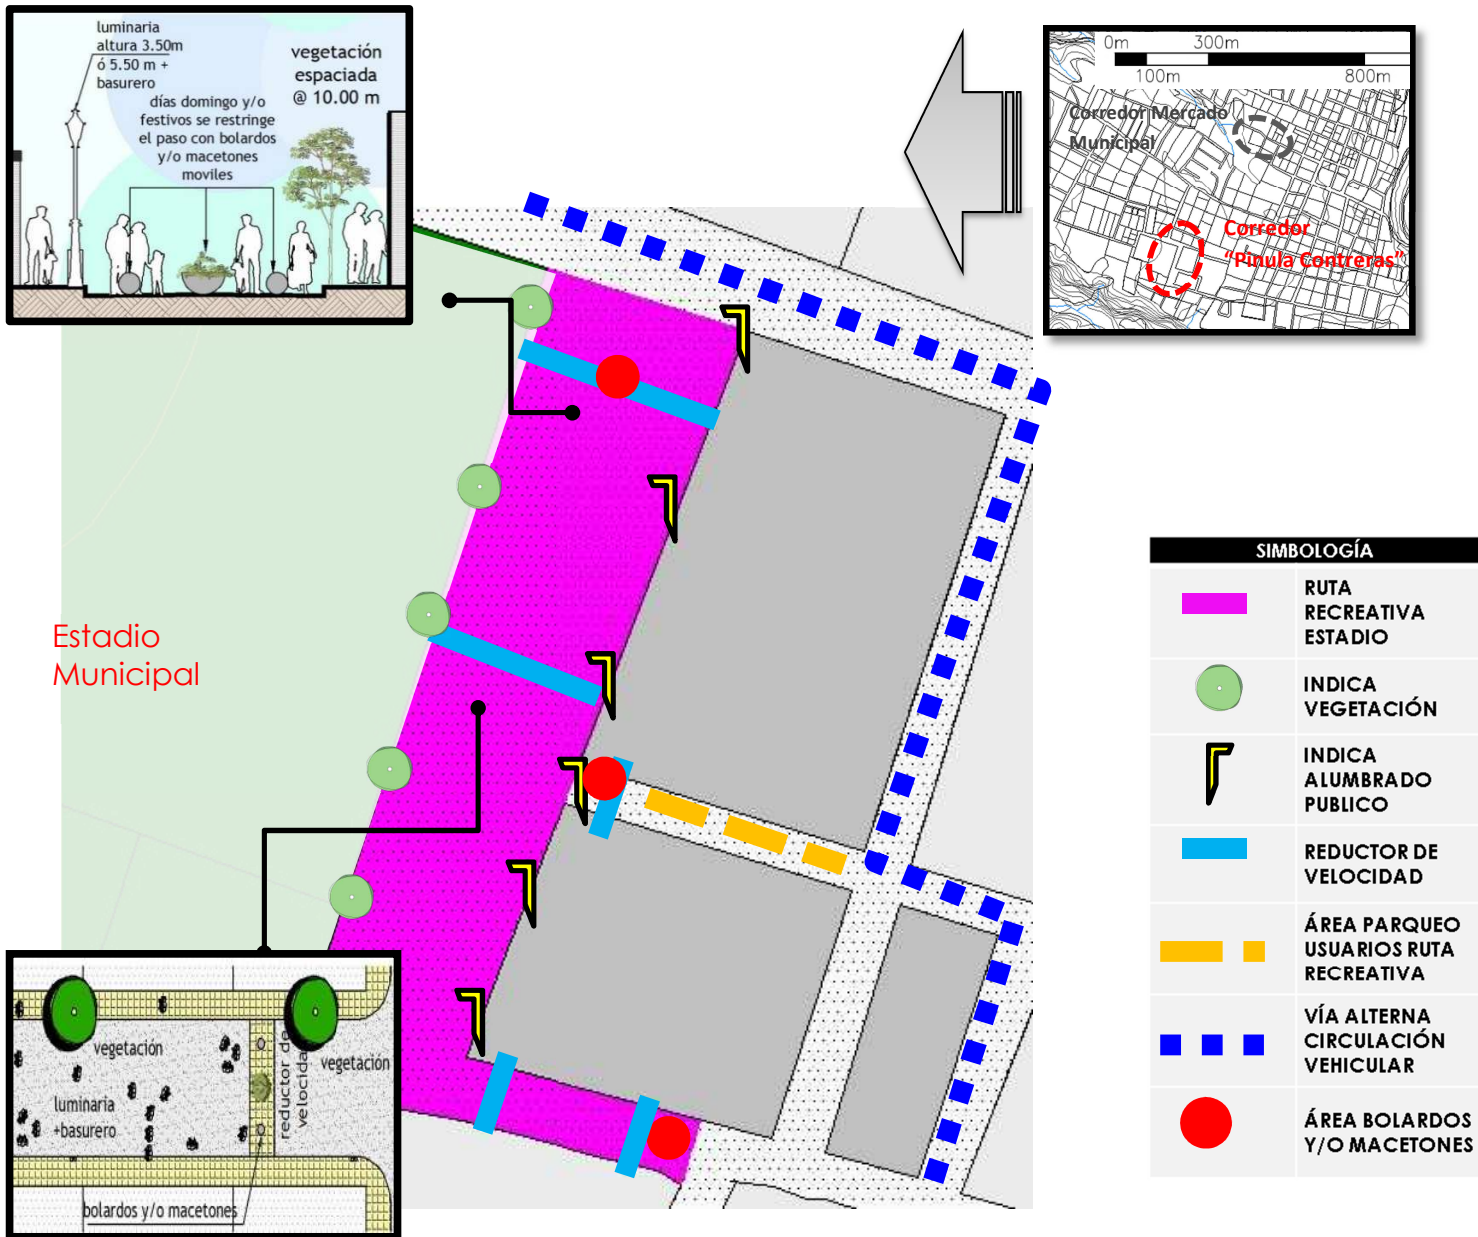 luminaria
altura 3.50m
ó 5.50 m +
basurero
vegetación
espaciada
@ 10.00 m
días domingo y/o
festivos se restringe
el paso con bolardos
y/o macetones
moviles
0m 300m
100m 800m
Corredor Mercado
Municipal
Corredor
“Pinula Contreras”
Estadio
Municipal
SIMBOLOGÍA
RUTA
RECREATIVA
ESTADIO
INDICA
VEGETACIÓN
INDICA
ALUMBRADO
PUBLICO
REDUCTOR DE
VELOCIDAD
ÁREA PARQUEO
USUARIOS RUTA
RECREATIVA
VÍA ALTERNA
CIRCULACIÓN
VEHICULAR
ÁREA BOLARDOS
Y/O MACETONES
vegetación
reductor de
velocidad
vegetación
luminaria
+basurero
bolardos y/o macetones